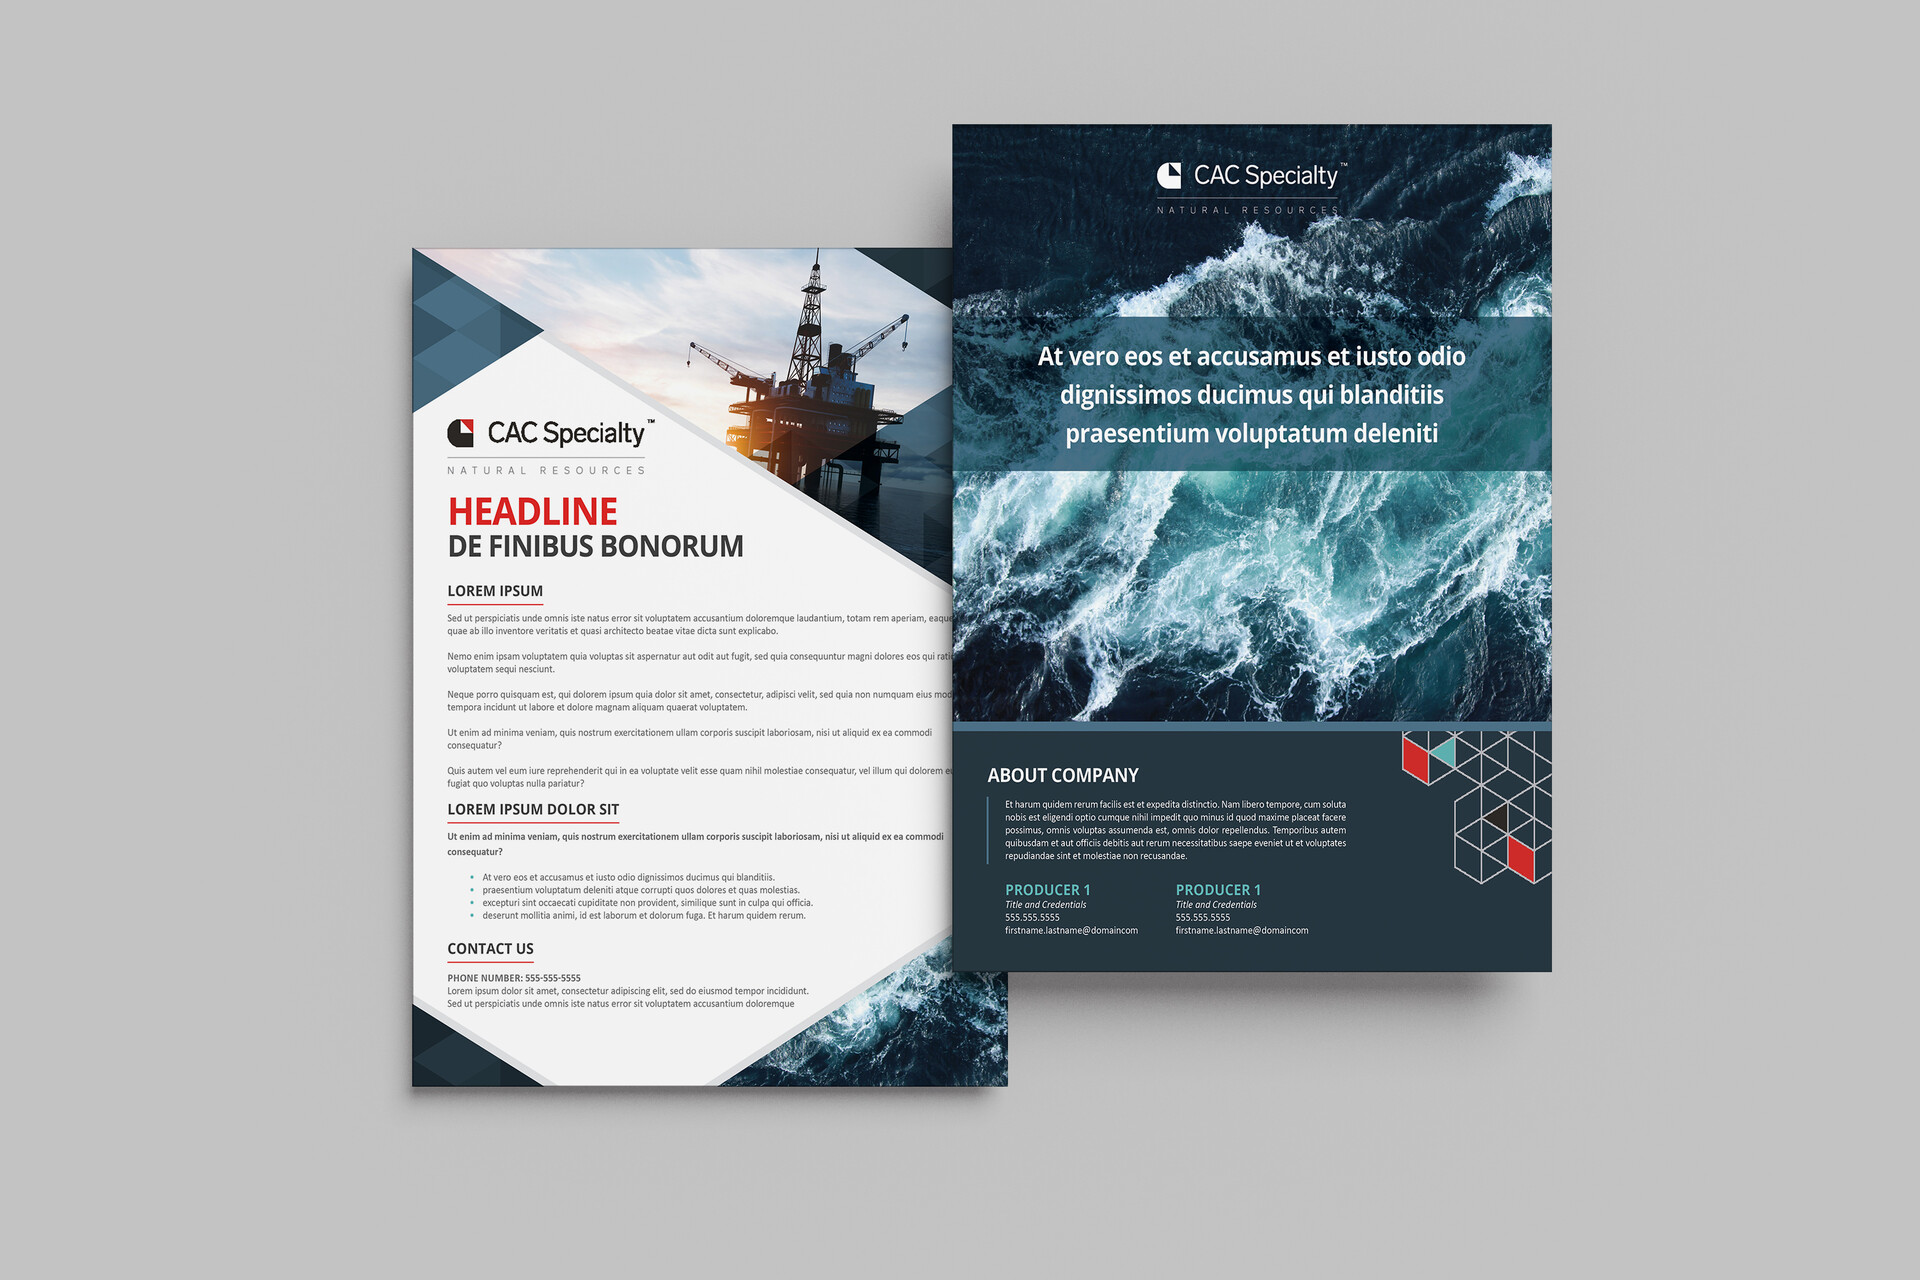 CAC Specialty™
NATURAL RESOURCES
HEADLINE
DE FINIBUS BONORUM
LOREM IPSUM
Sed ut perspiciatis unde omnis iste natus error sit voluptatem accusantium doloremque laudantium, totam rem aperiam, eaque
quae ab illo inventore veritatis et quasi architecto beatae vitae dicta sunt explicabo.
Nemo enim ipsam voluptatem quia voluptas sit aspernatur aut odit aut fugit, sed quia consequuntur magni dolores eos qui
voluptatem sequi nesciunt.
Neque porro quisquam est, qui dolorem ipsum quia dolor sit amet, consectetur, adipisci velit, sed quia non numquam eius
tempora incidunt ut labore et dolore magnam aliquam quaerat voluptatem.
Ut enim ad minima veniam, quis nostrum exercitationem ullam corporis suscipit laboriosam, nisi ut aliquid ex ea commodi
consequatur?
Quis autem vel eum iure reprehenderit qui in ea voluptate velit esse quam nihil molestiae consequatur, vel illum qui dolorem
fugiat quo voluptas nulla pariatur?
LOREM IPSUM DOLOR SIT
Ut enim ad minima veniam, quis nostrum exercitationem ullam corporis suscipit laboriosam, nisi ut aliquid ex ea commodi
consequatur?
• At vero eos et accusamus et iusto odio dignissimos ducimus qui blanditiis.
• praesentium voluptatum deleniti atque corrupti quos dolores et quas molestias.
• excepturi sint occaecati cupiditate non provident, similique sunt in culpa qui officia.
• deserunt mollitia animi, id est laborum et dolorum fuga. Et harum quidem rerum.
CONTACT US
PHONE NUMBER: 555-555-5555
Lorem ipsum dolor sit amet, consectetur adipiscing elit, sed do eiusmod tempor incididunt.
Sed ut perspiciatis unde omnis iste natus error sit voluptatem accusantium doloremque
CAC Specialty™
NATURAL RESOURCES
At vero eos et accusamus et iusto odio
dignissimos ducimus qui blanditiis
praesentium voluptatum deleniti
ABOUT COMPANY
Et harum quidem rerum facilis est et expedita distinctio. Nam libero tempore, cum soluta
nobis est eligendi optio cumque nihil impedit quo minus id quod maxime placeat facere
possimus, omnis voluptas assumenda est, omnis dolor repellendus. Temporibus autem
quibusdam et aut officiis debitis aut rerum necessitatibus saepe eveniet ut et voluptates
repudiandae sint et molestiae non recusandae.
PRODUCER 1
Title and Credentials
555.555.5555
firstname.lastname@domaincom
PRODUCER 1
Title and Credentials
555.555.5555
firstname.lastname@domaincom